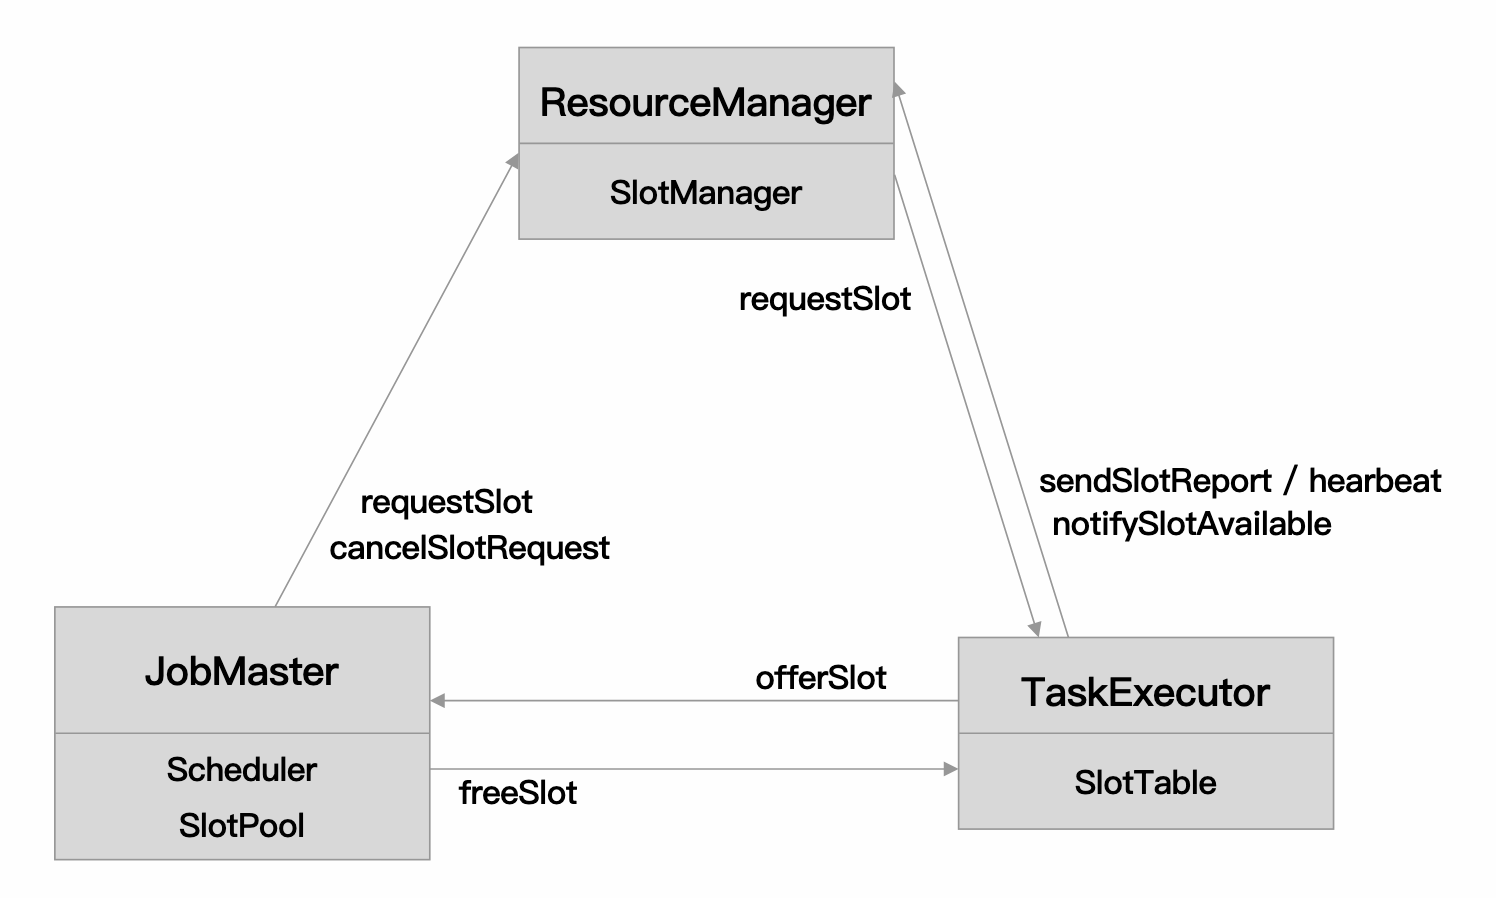 ResourceManager
SlotManager
requestSlot
sendSlotReport / hearbeat
notifySlotAvailable
requestSlot
cancelSlotRequest
JobMaster
Scheduler
SlotPool
offerSlot
freeSlot
TaskExecutor
SlotTable